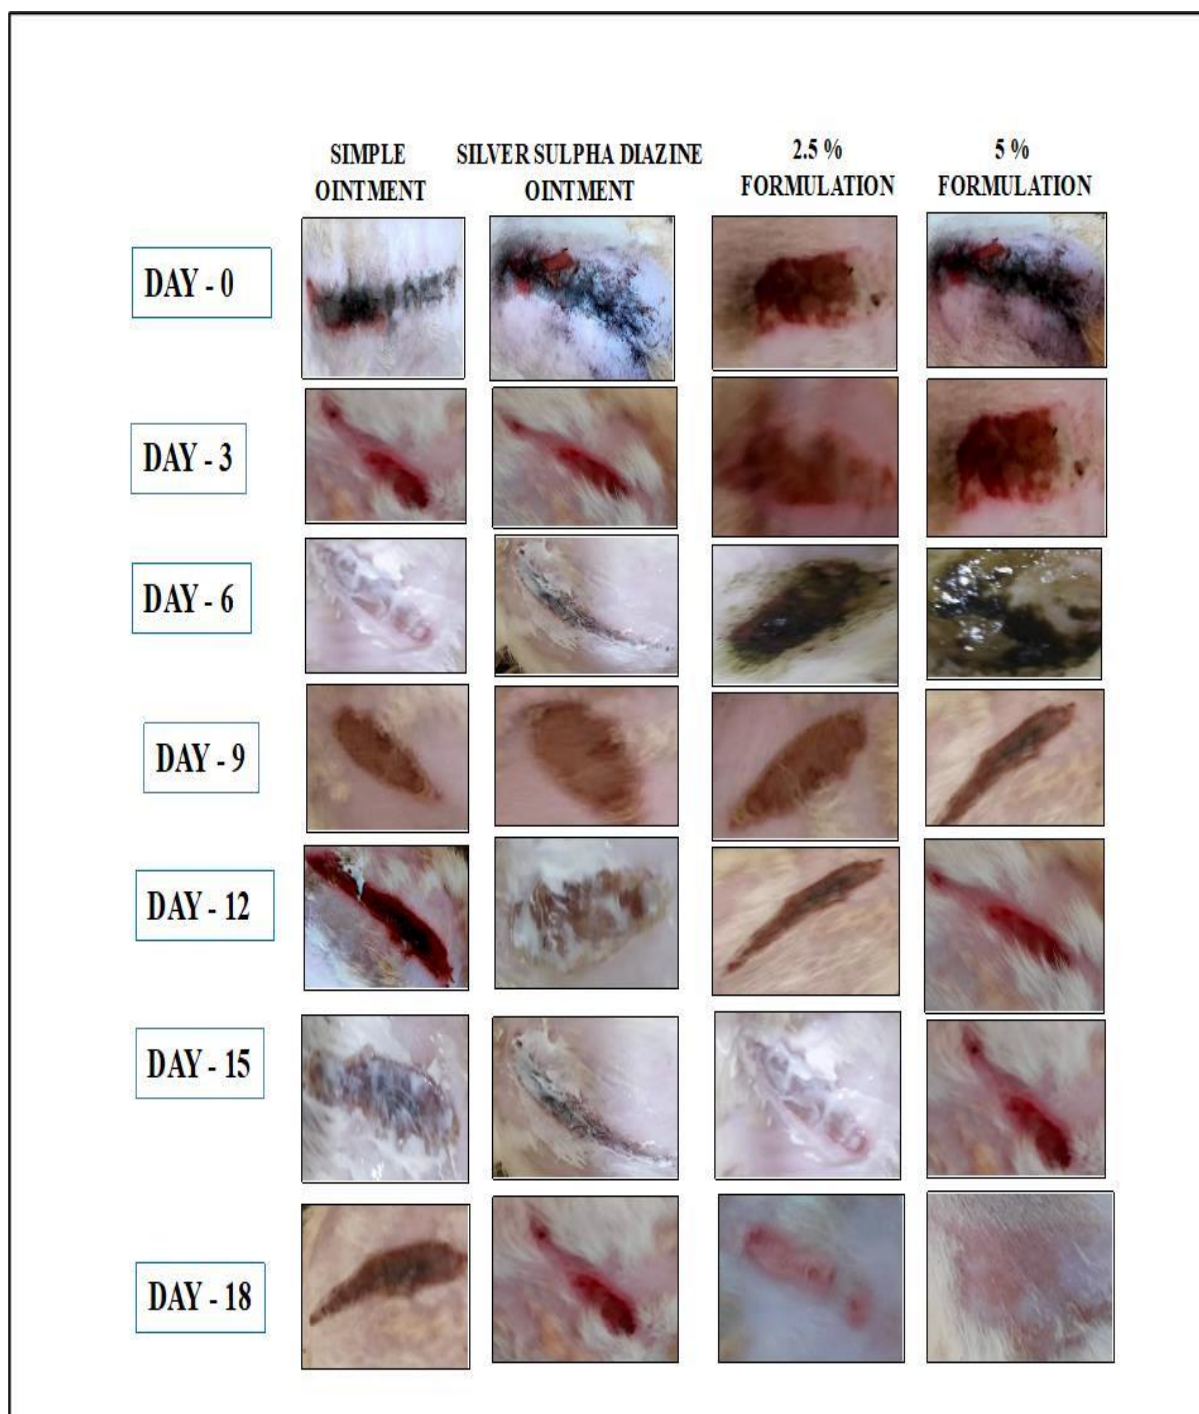 SIMPLE
OINTMENT
SILVER SULPHA DIAZINE
OINTMENT
2.5 %
FORMULATION
5 %
FORMULATION
DAY - 0
DAY - 3
DAY - 6
DAY - 9
DAY - 12
DAY - 15
DAY - 18